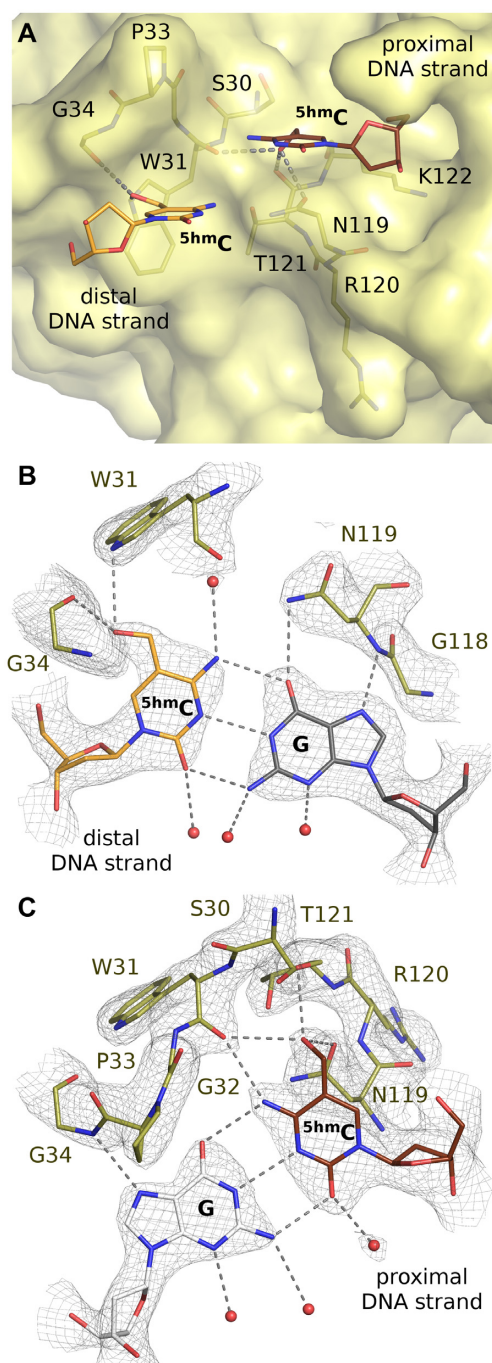 A
P33
proximal
DNA strand
S30
G34
5hmC
W31
K122
5hmC
N119
T121
R120
distal
DNA strand
B
W31
N119
G34
G118
5hmC
G
distal
DNA strand
C
S30
T121
W31
R120
P33
G32
N119
5hmC
G34
G
proximal
DNA strand